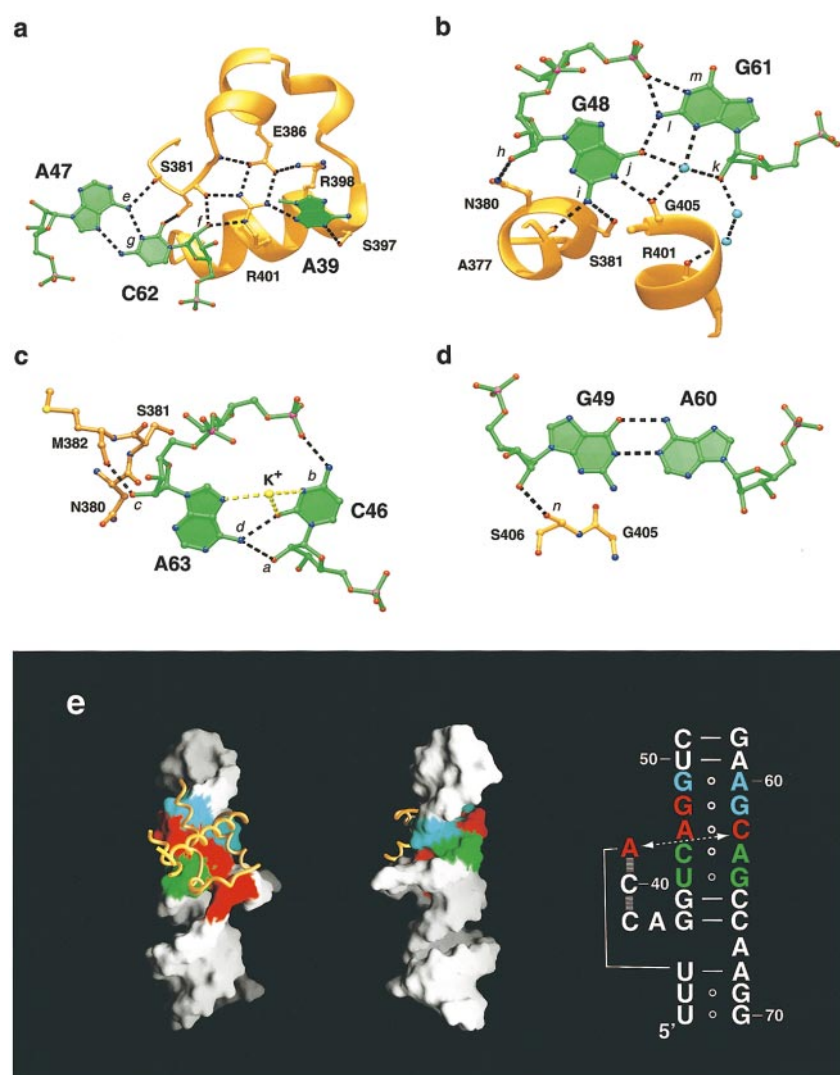 a
A47
E386
S381
R398
e
f
g
S397
R401
A39
C62
b
G61
m
G48
l
h
j
k
N380
i
G405
R401
A377
S381
c
S381
M382
K+
b
N380
d
C46
c
A63
a
d
G49 A60
n
S406 G405
e
C — G
50 — U — A
G o A — 60
G o G
A A o C
C o A
C — 40 U o G
G — C
C A G — C
A
U — A
U o G
5' U o G — 70